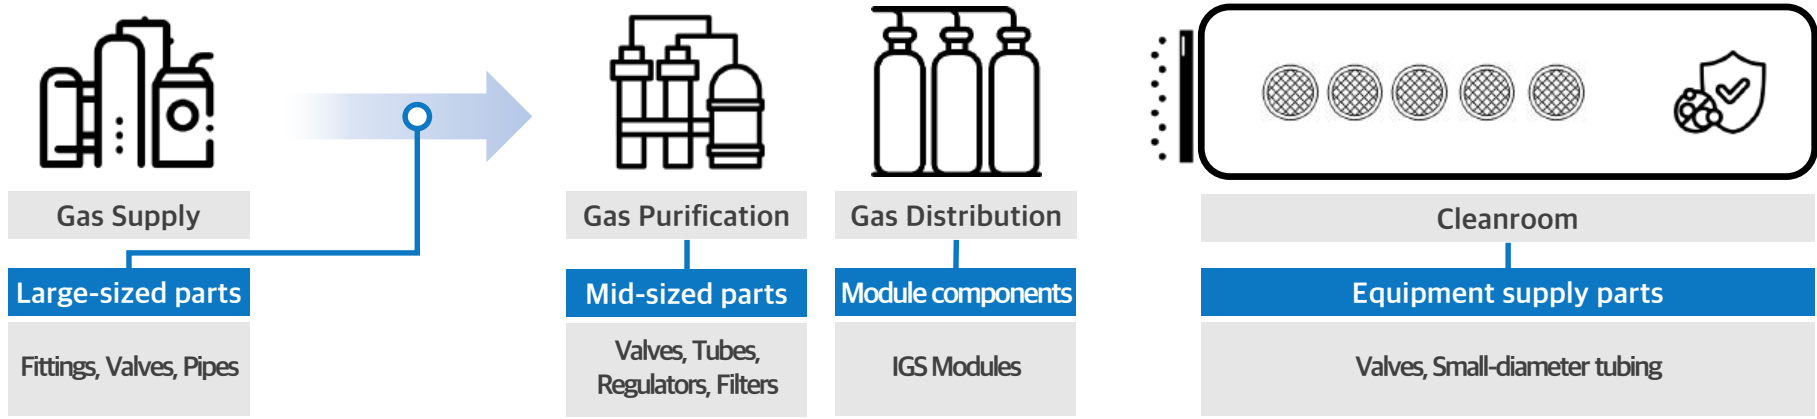 Gas Supply
Gas Purification
Gas Distribution
Cleanroom
Large-sized parts
Mid-sized parts
Module components
Equipment supply parts
Fittings, Valves, Pipes
Valves, Tubes,
Regulators, Filters
IGS Modules
Valves, Small-diameter tubing